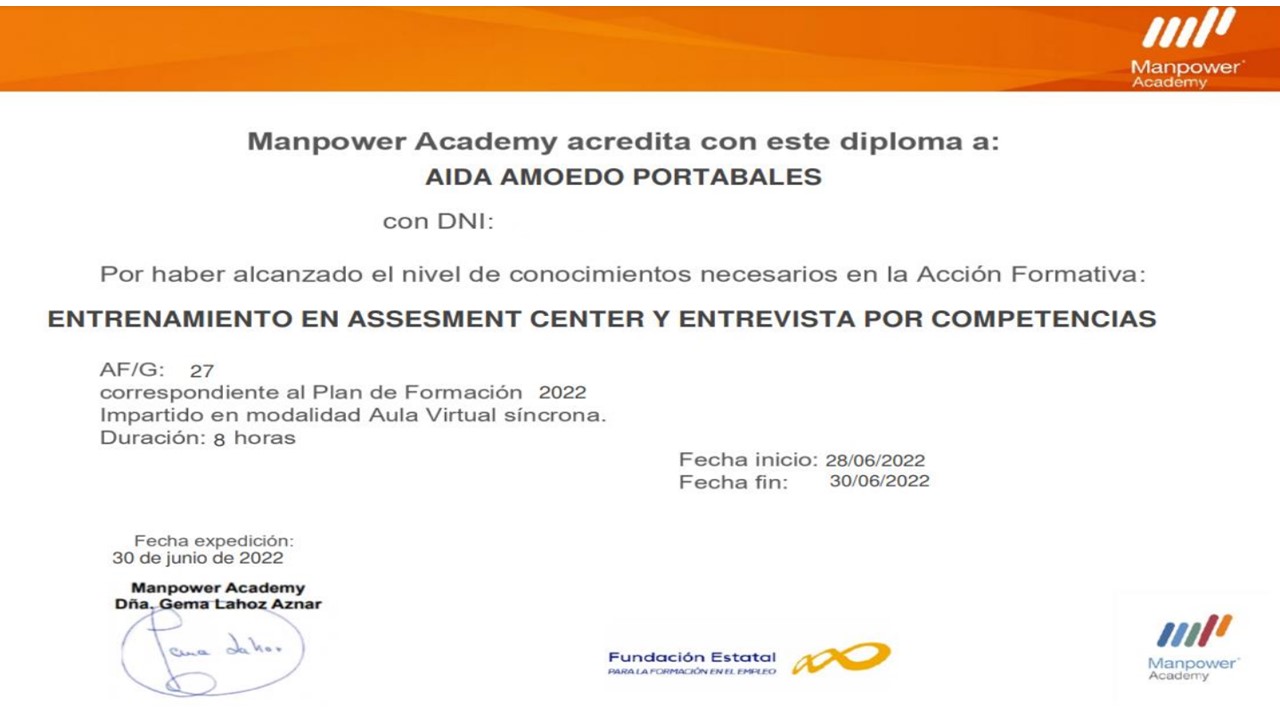 Manpower
Academy
Manpower Academy acredita con este diploma a:
AIDA AMOEDO PORTABALES
con DNI:
Por haber alcanzado el nivel de conocimientos necesarios en la Acción Formativa:
ENTRENAMIENTO EN ASSESMENT CENTER Y ENTREVISTA POR COMPETENCIAS
AF/G: 27
correspondiente al Plan de Formación 2022
Impartido en modalidad Aula Virtual síncrona.
Duración: 8 horas
Fecha inicio: 28/06/2022
Fecha fin: 30/06/2022
Fecha expedición:
30 de junio de 2022
Manpower Academy
Dña. Gema Lahoz Aznar
Fundación Estatal
PARA LA FORMACIÓN EN EL EMPLEO
Manpower
Academy